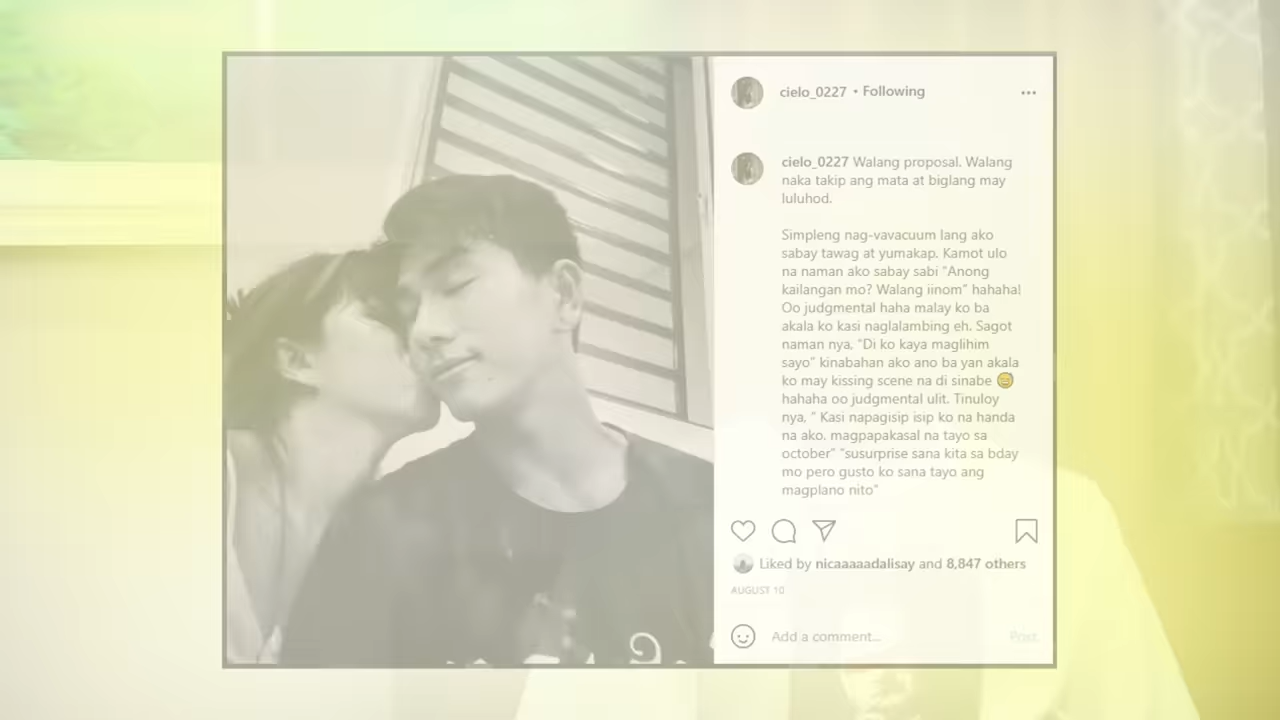 cielo_0227 • Following
cielo_0227 Walang proposal. Walang
naka takip ang mata at biglang may
luluhod.
Simpleng nag-vavacuum lang ako
sabay tawag at yumakap. Kamot ulo
na naman ako sabay sabi “Anong
kailangan mo? Walang iinom” hahaha!
Oo judgmental haha malay ko ba
akala ko kasi naglalambing eh. Sagot
naman nya, “Di ko kaya maglihim
sayo” kinabahan ako ano ba yan akala
ko may kissing scene na di sinabe 😅
hahaha oo judgmental ulit. Tinuloy
nya, “ Kasi napagisip isip ko na handa
na ako. magpapakasal na tayo sa
october” “susurprise sana kita sa bday
mo pero gusto ko sana tayo ang
magplano nito”
Liked by nicaaaaadalisay and 8,847 others
AUGUST 10
Add a comment...
Post